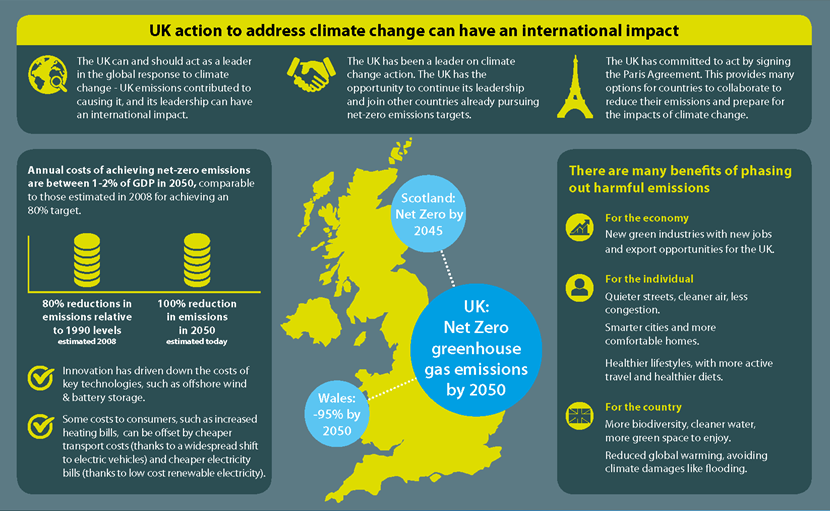 UK action to address climate change can have an international impact
The UK can and should act as a leader
in the global response to climate
change - UK emissions contributed to
causing it, and its leadership can have
an international impact.
The UK has been a leader on climate
change action. The UK has the
opportunity to continue its leadership
and join other countries already pursuing
net-zero emissions targets.
The UK has committed to act by signing
the Paris Agreement. This provides many
options for countries to collaborate to
reduce their emissions and prepare for
the impacts of climate change.
Annual costs of achieving net-zero emissions
are between 1-2% of GDP in 2050, comparable
to those estimated in 2008 for achieving an
80% target.
80% reductions in
emissions relative
to 1990 levels
estimated 2008
100% reduction
in emissions
in 2050
estimated today
Innovation has driven down the costs of
key technologies, such as offshore wind
& battery storage.
Some costs to consumers, such as increased
heating bills, can be offset by cheaper
transport costs (thanks to a widespread shift
to electric vehicles) and cheaper electricity
bills (thanks to low cost renewable electricity).
Scotland:
Net Zero by
2045
UK:
Net Zero
greenhouse
gas emissions
by 2050
Wales:
-95% by
2050
There are many benefits of phasing
out harmful emissions
For the economy
New green industries with new jobs
and export opportunities for the UK.
For the individual
Quieter streets, cleaner air, less
congestion.
Smarter cities and more
comfortable homes.
Healthier lifestyles, with more active
travel and healthier diets.
For the country
More biodiversity, cleaner water,
more green space to enjoy.
Reduced global warming, avoiding
climate damages like flooding.